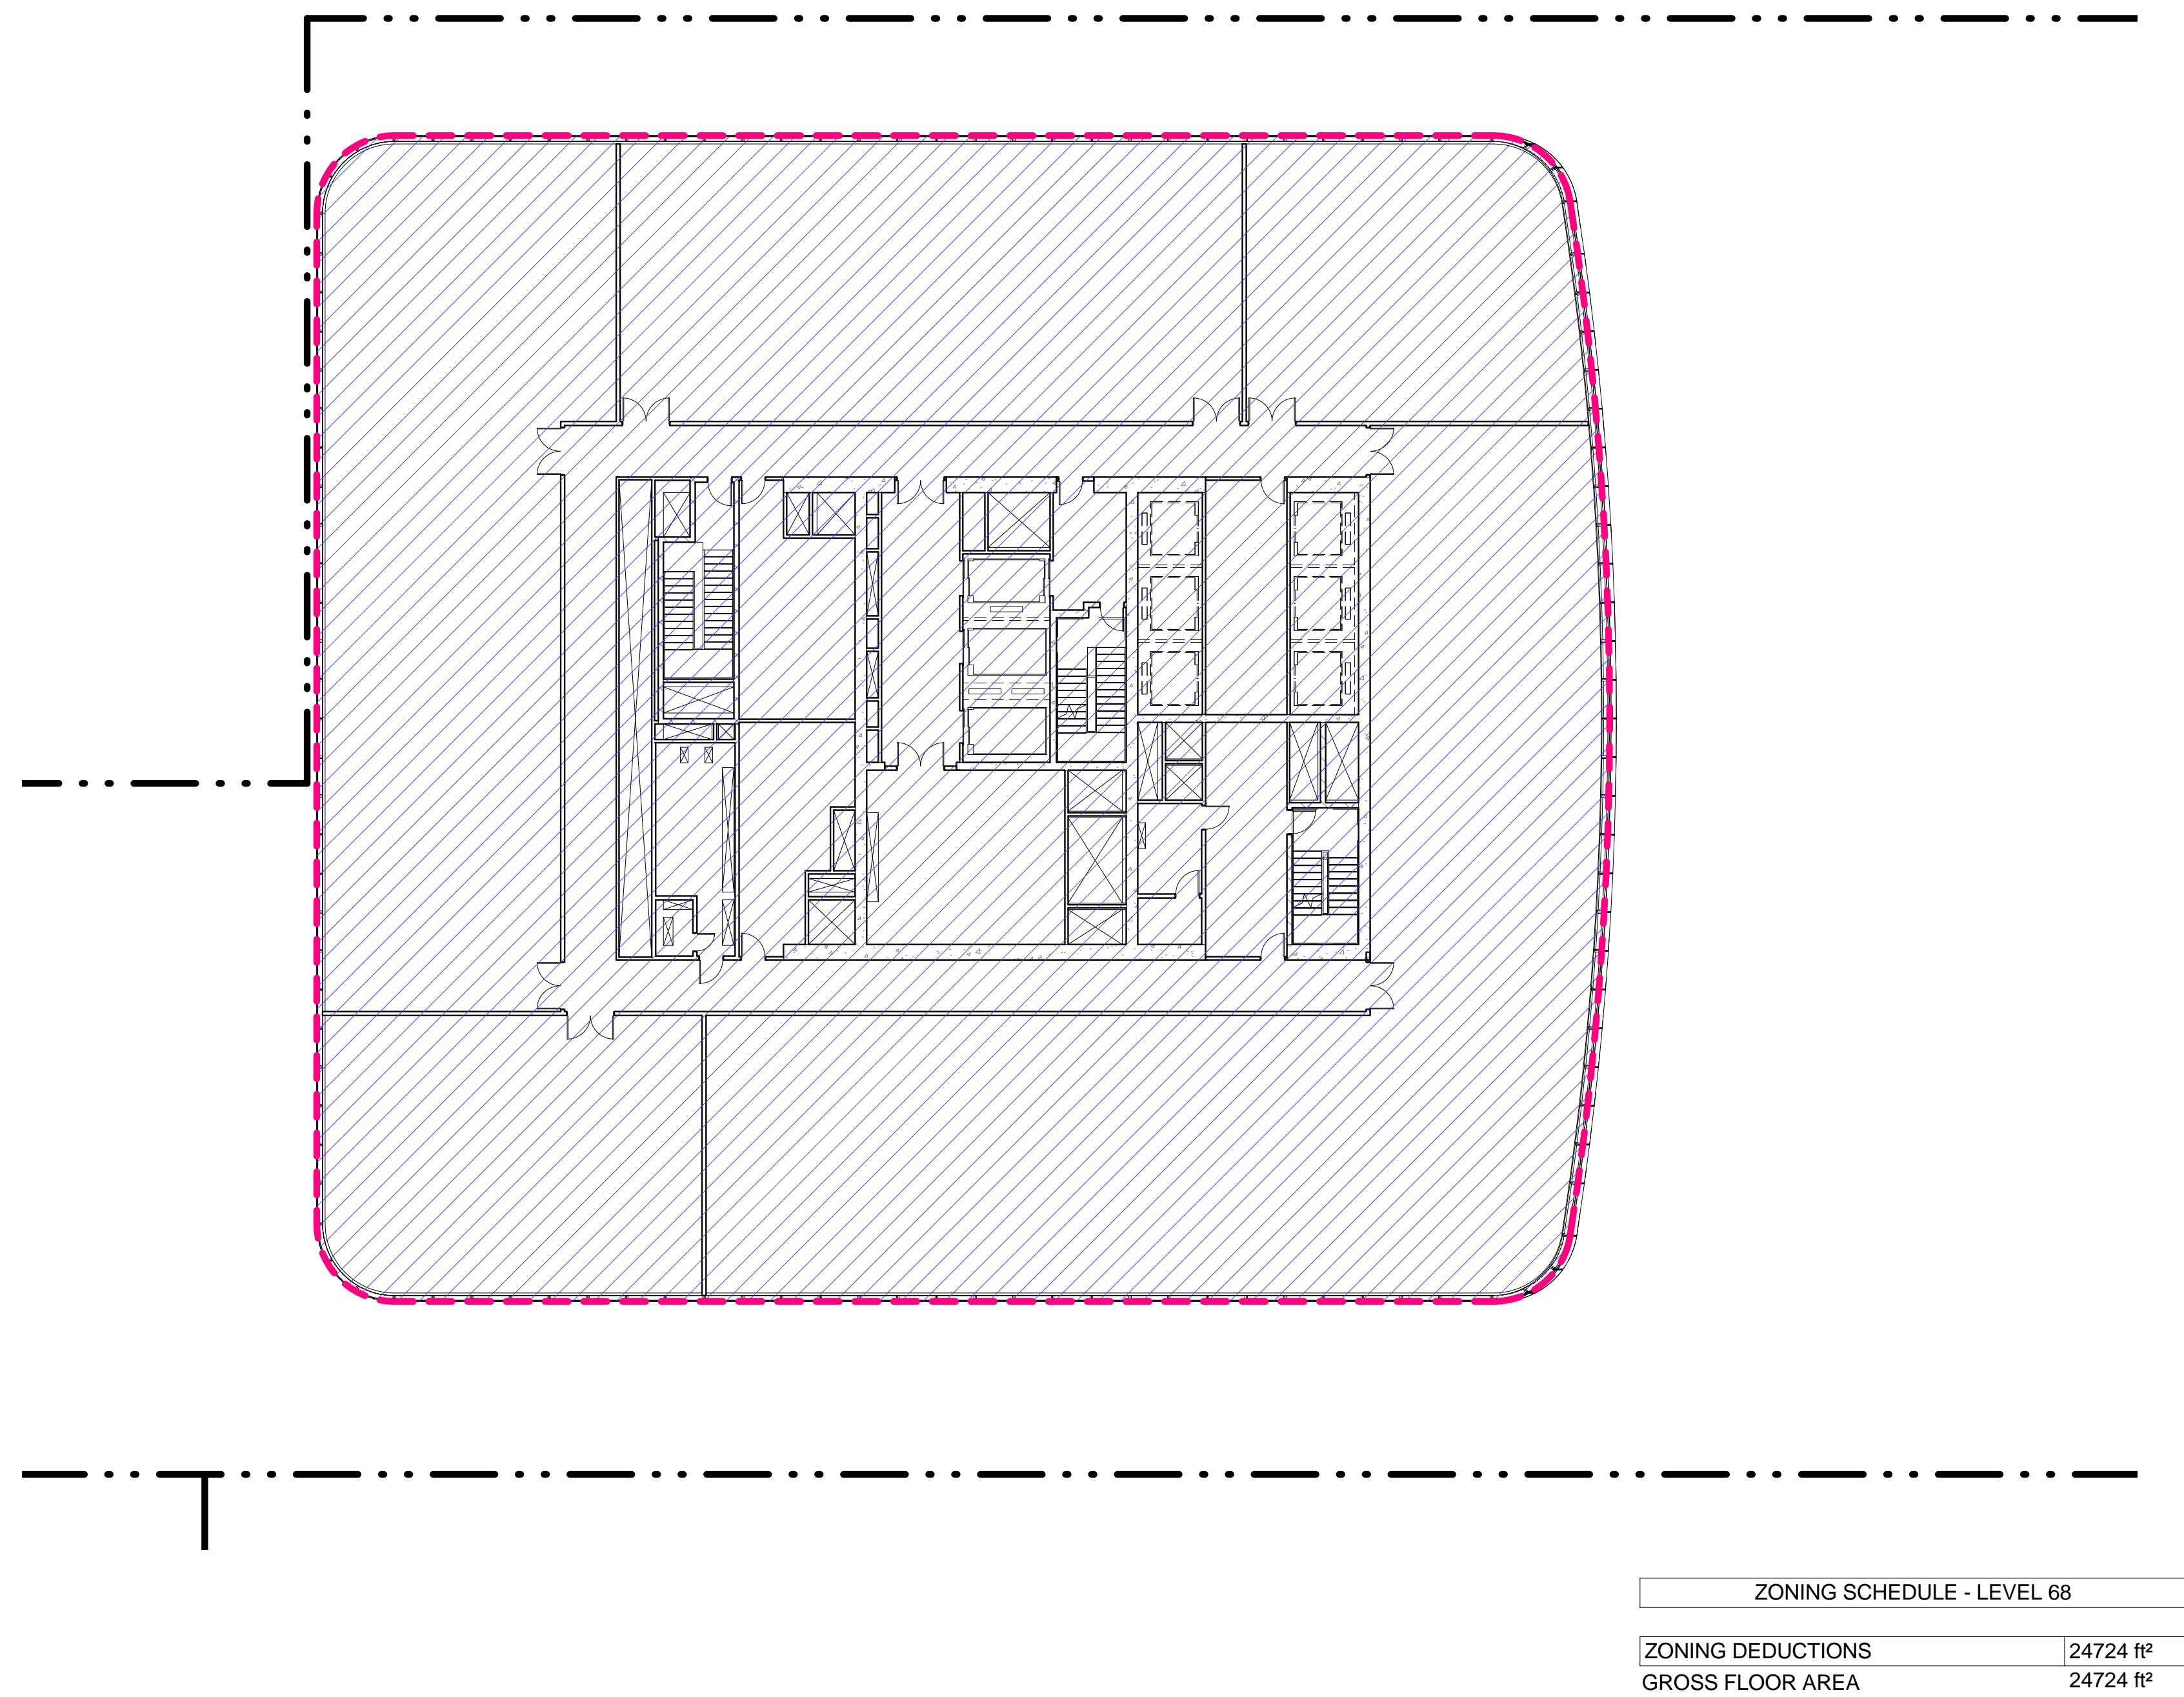 ZONING SCHEDULE - LEVEL 68
ZONING DEDUCTIONS 24724 ft²
GROSS FLOOR AREA 24724 ft²